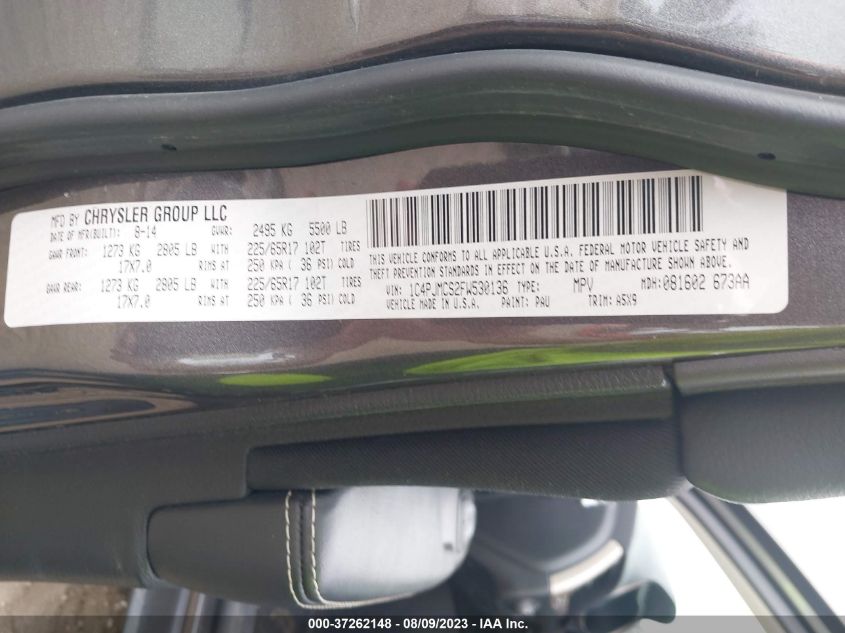 MFD BY CHRYSLER GROUP LLC
DATE OF MFR(BUILT): 8-14 GVWR: 2495 KG 5500 LB
GAWR FRONT: 1273 KG 2805 LB WITH 225/65R17 102T TIRES
17X7.0 RIMS AT 250 KPA ( 36 PSI) COLD
GAWR REAR: 1273 KG 2805 LB WITH 225/65R17 102T TIRES
17X7.0 RIMS AT 250 KPA ( 36 PSI) COLD
THIS VEHICLE CONFORMS TO ALL APPLICABLE U.S.A. FEDERAL MOTOR VEHICLE SAFETY AND
THEFT PREVENTION STANDARDS IN EFFECT ON THE DATE OF MANUFACTURE SHOWN ABOVE.
VIN: 1C4PJMCS2FW530136 TYPE: MPV MDH: 081602 673AA
VEHICLE MADE IN U.S.A. PAINT: PAU TRIM: A5X9
000-37262148 - 08/09/2023 - IAA Inc.